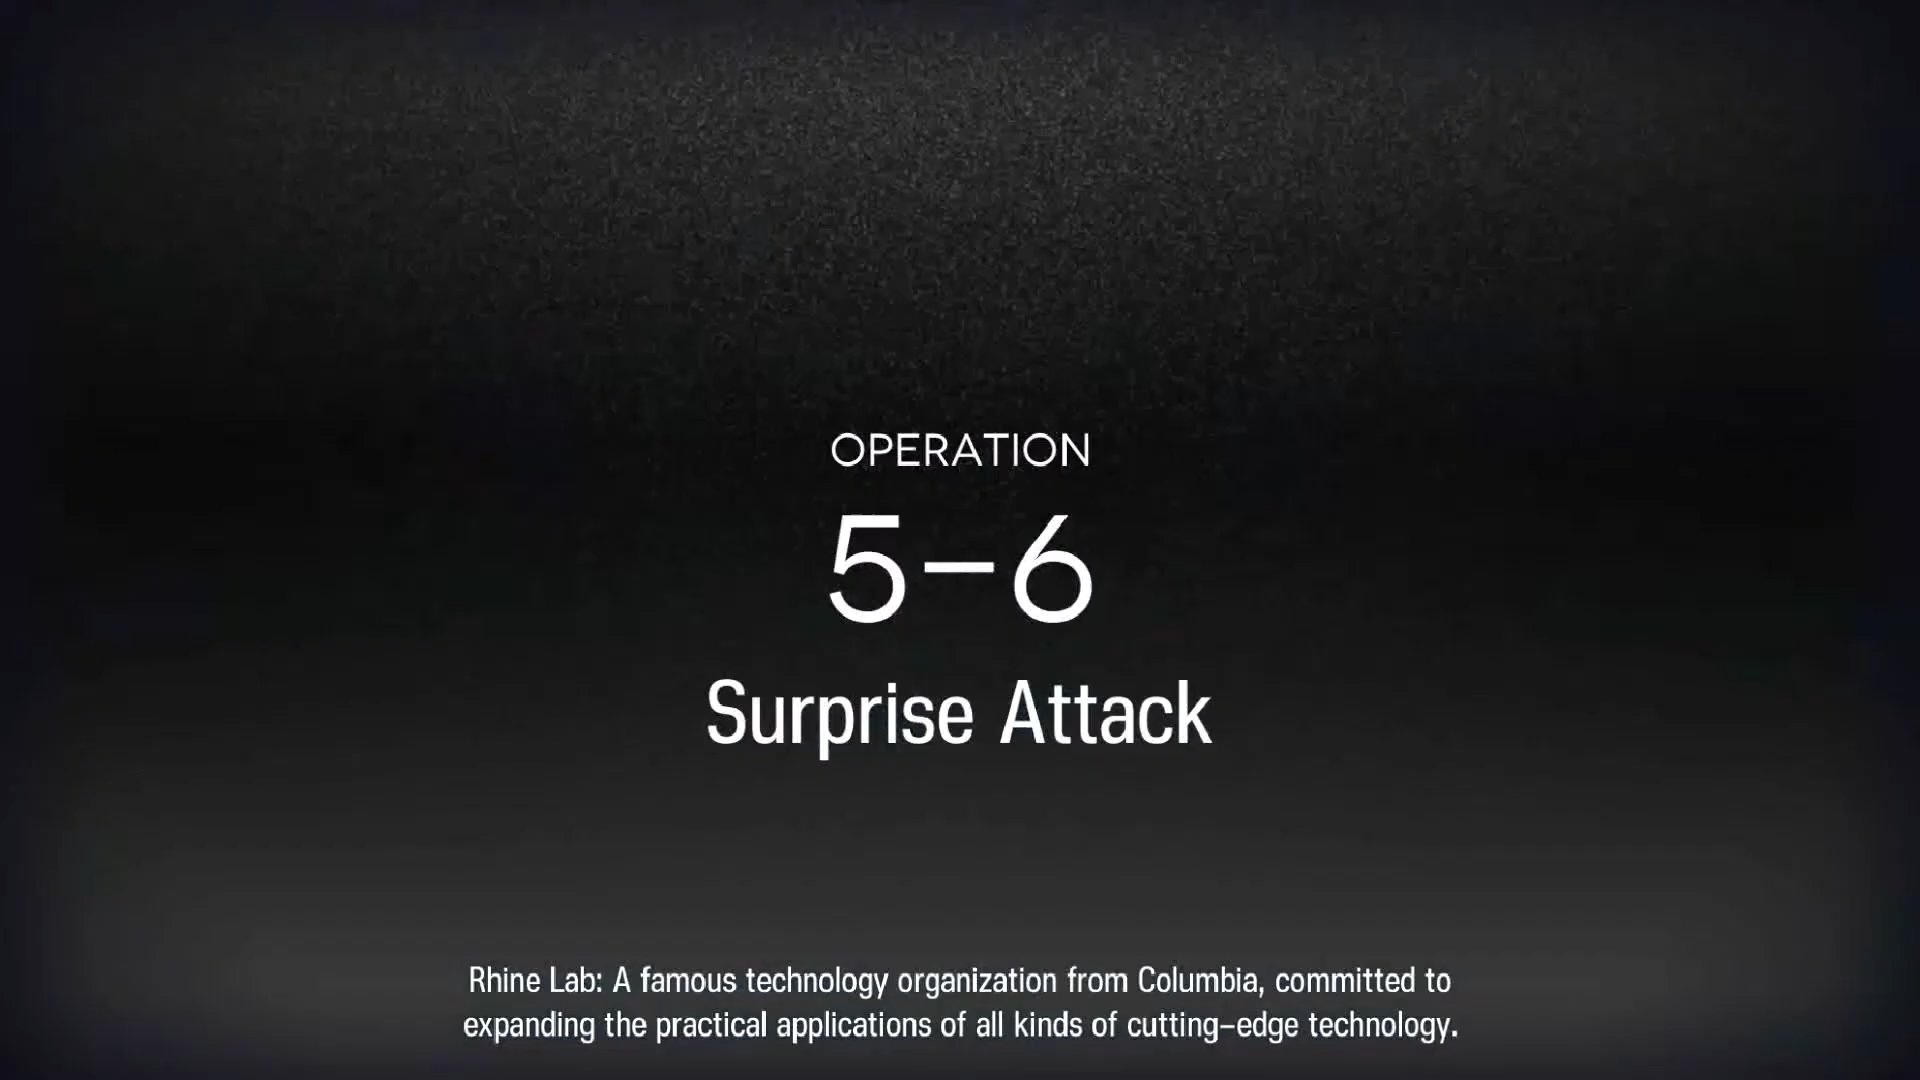 OPERATION
5-6
Surprise Attack
Rhine Lab: A famous technology organization from Columbia, committed to
expanding the practical applications of all kinds of cutting-edge technology.